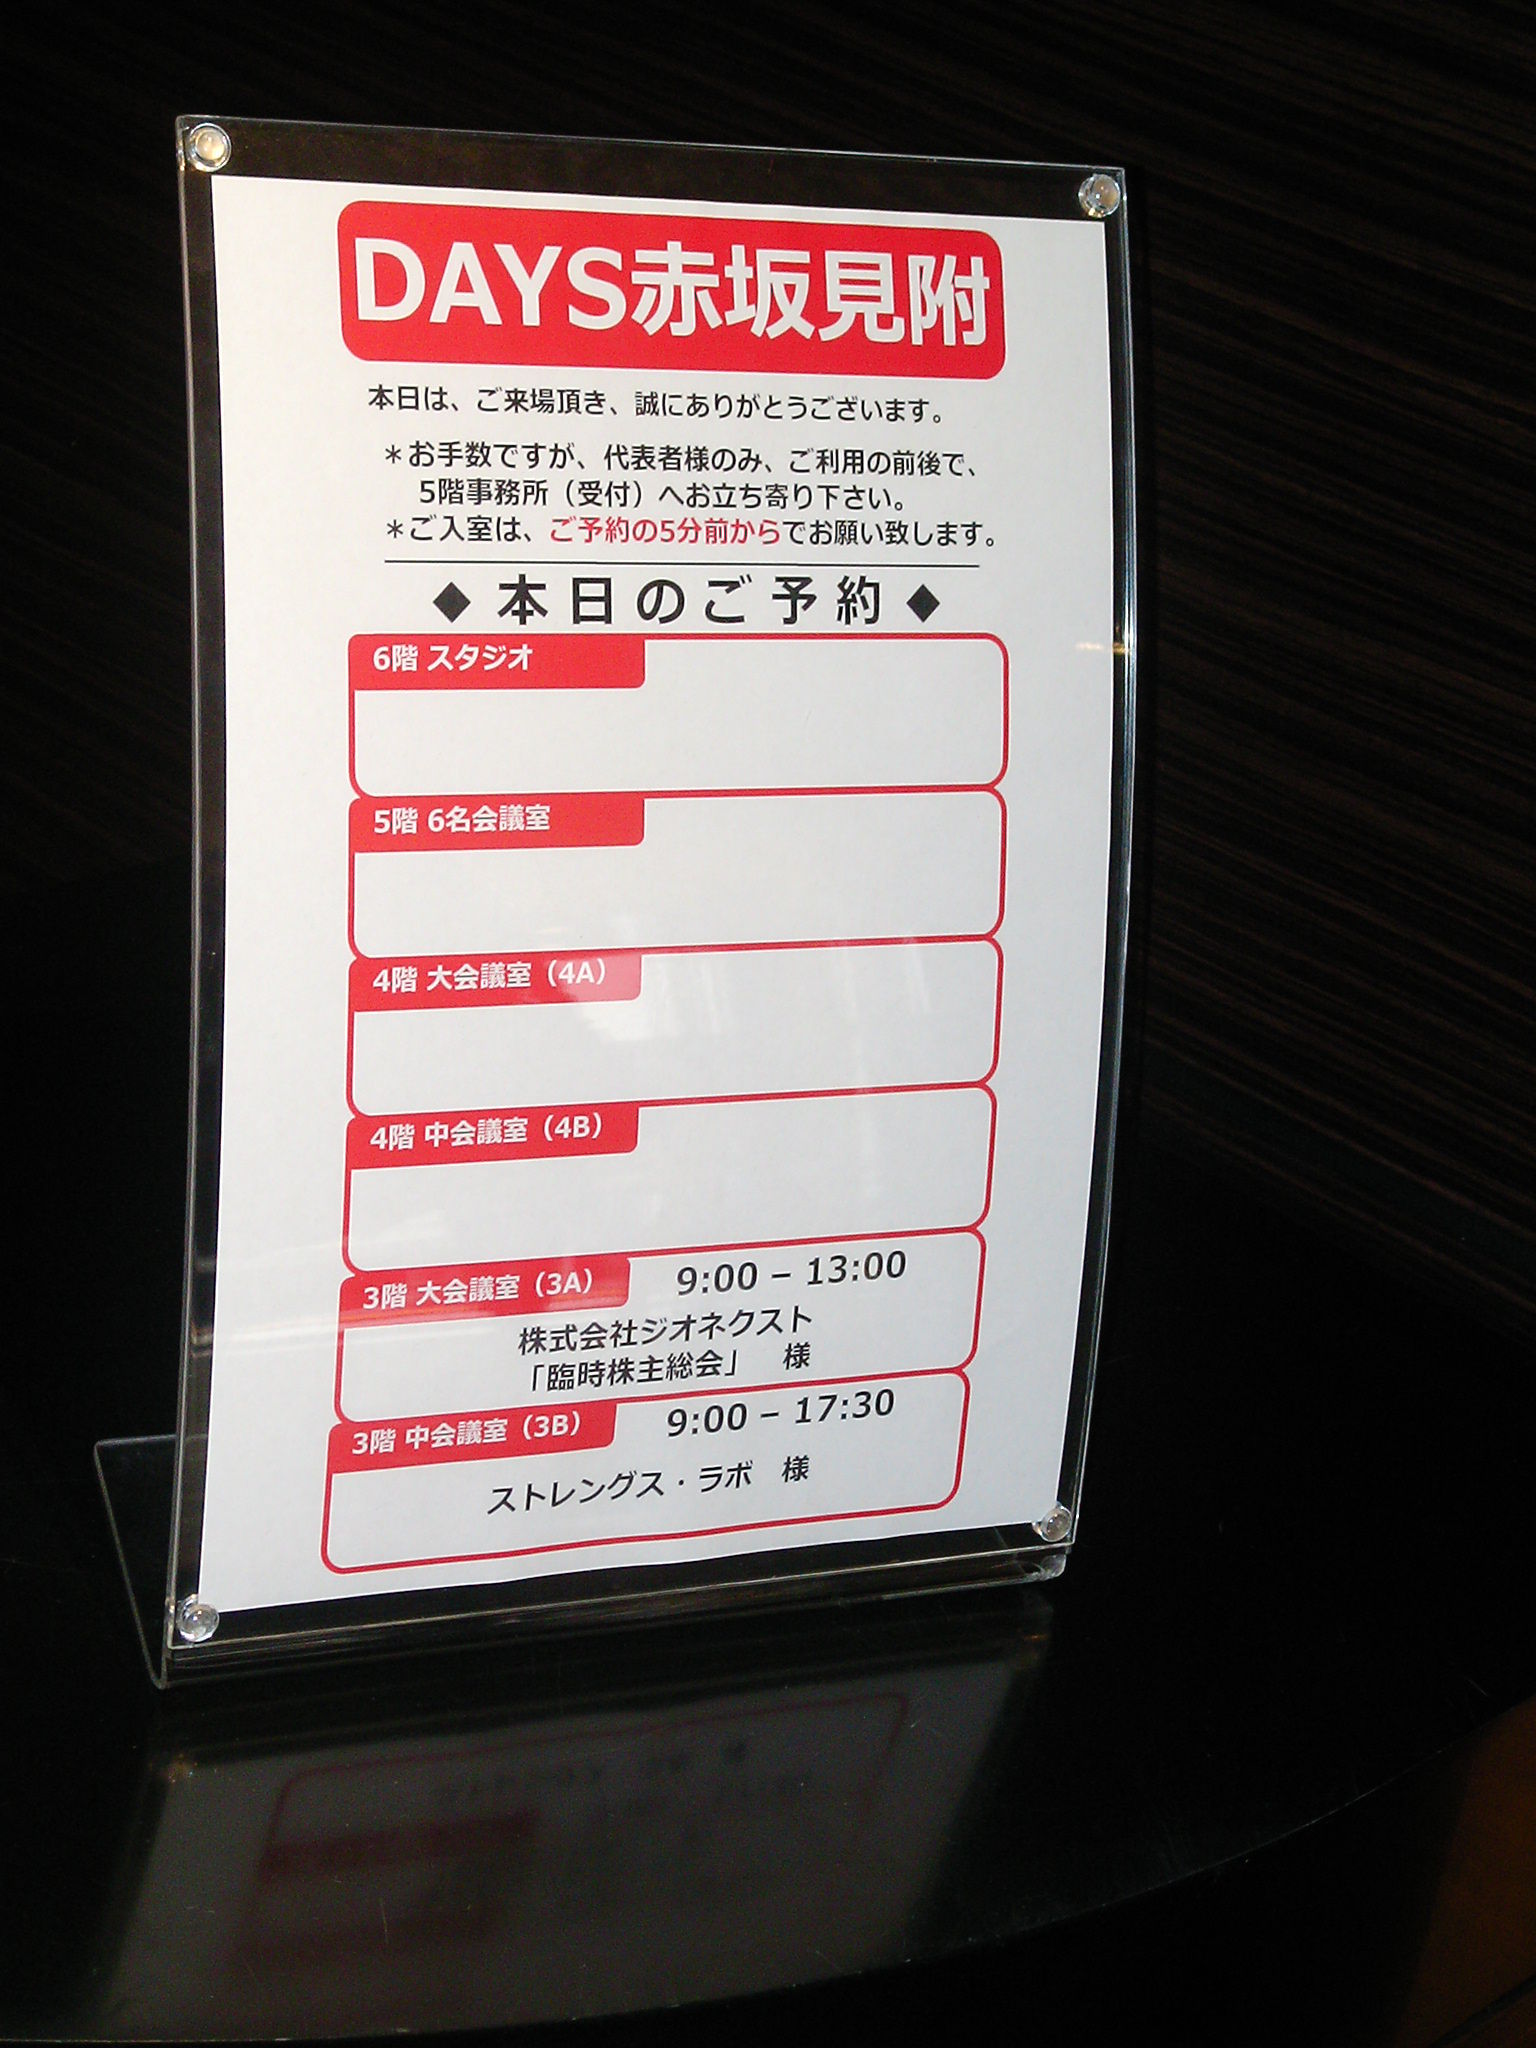 DAYS赤坂見附
本日は、ご来場頂き、誠にありがとうございます。
＊お手数ですが、代表者様のみ、ご利用の前後で、
5階事務所（受付）へお立ち寄り下さい。
＊ご入室は、ご予約の5分前からでお願い致します。
◆本日のご予約◆
6階 スタジオ
5階 6名会議室
4階 大会議室（4A）
4階 中会議室（4B）
3階 大会議室（3A） 9:00 – 13:00
株式会社ジオネクスト
「臨時株主総会」 様
3階 中会議室（3B） 9:00 – 17:30
ストレングス・ラボ 様